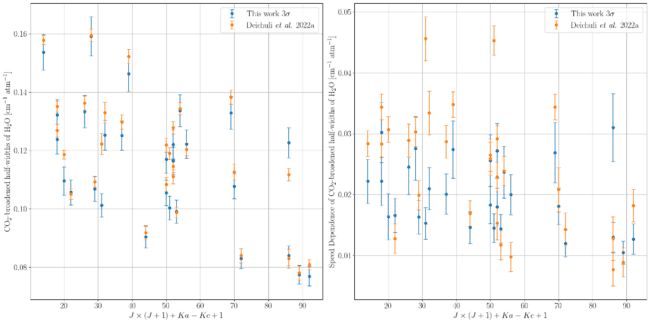 This work 3σ
Deichuli et al. 2022a
CO₂-broadened half-widths of H₂O [cm⁻¹.atm⁻¹]
0.16
0.14
0.12
0.10
0.08
20 30 40 50 60 70 80 90
J × (J + 1) + Ka − Kc + 1
This work 3σ
Deichuli et al. 2022a
Speed Dependence of CO₂-broadened half-widths of H₂O [cm⁻¹.atm⁻¹]
0.05
0.04
0.03
0.02
0.01
20 30 40 50 60 70 80 90
J × (J + 1) + Ka − Kc + 1